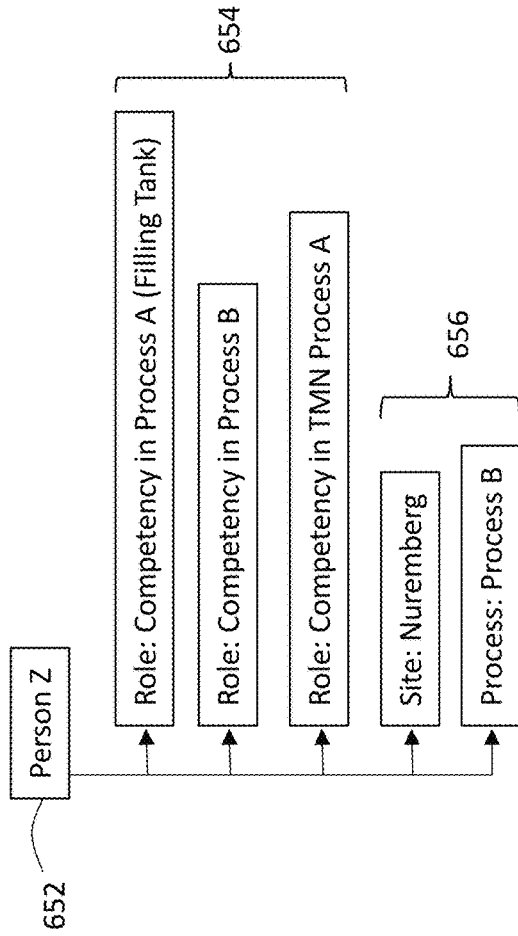 652
Person Z
Role: Competency in Process A (Filling Tank)
Role: Competency in Process B
Role: Competency in TMN Process A
654
Site: Nuremberg
Process: Process B
656